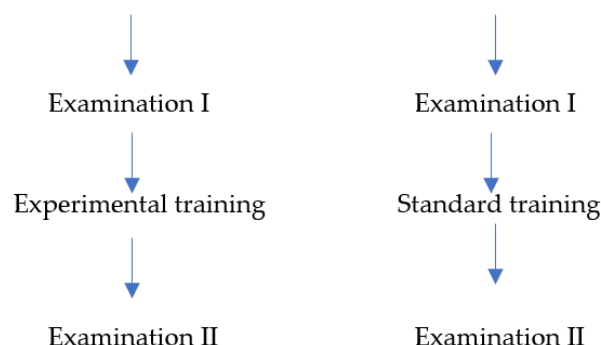 Examination I
Examination I
Experimental training
Standard training
Examination II
Examination II